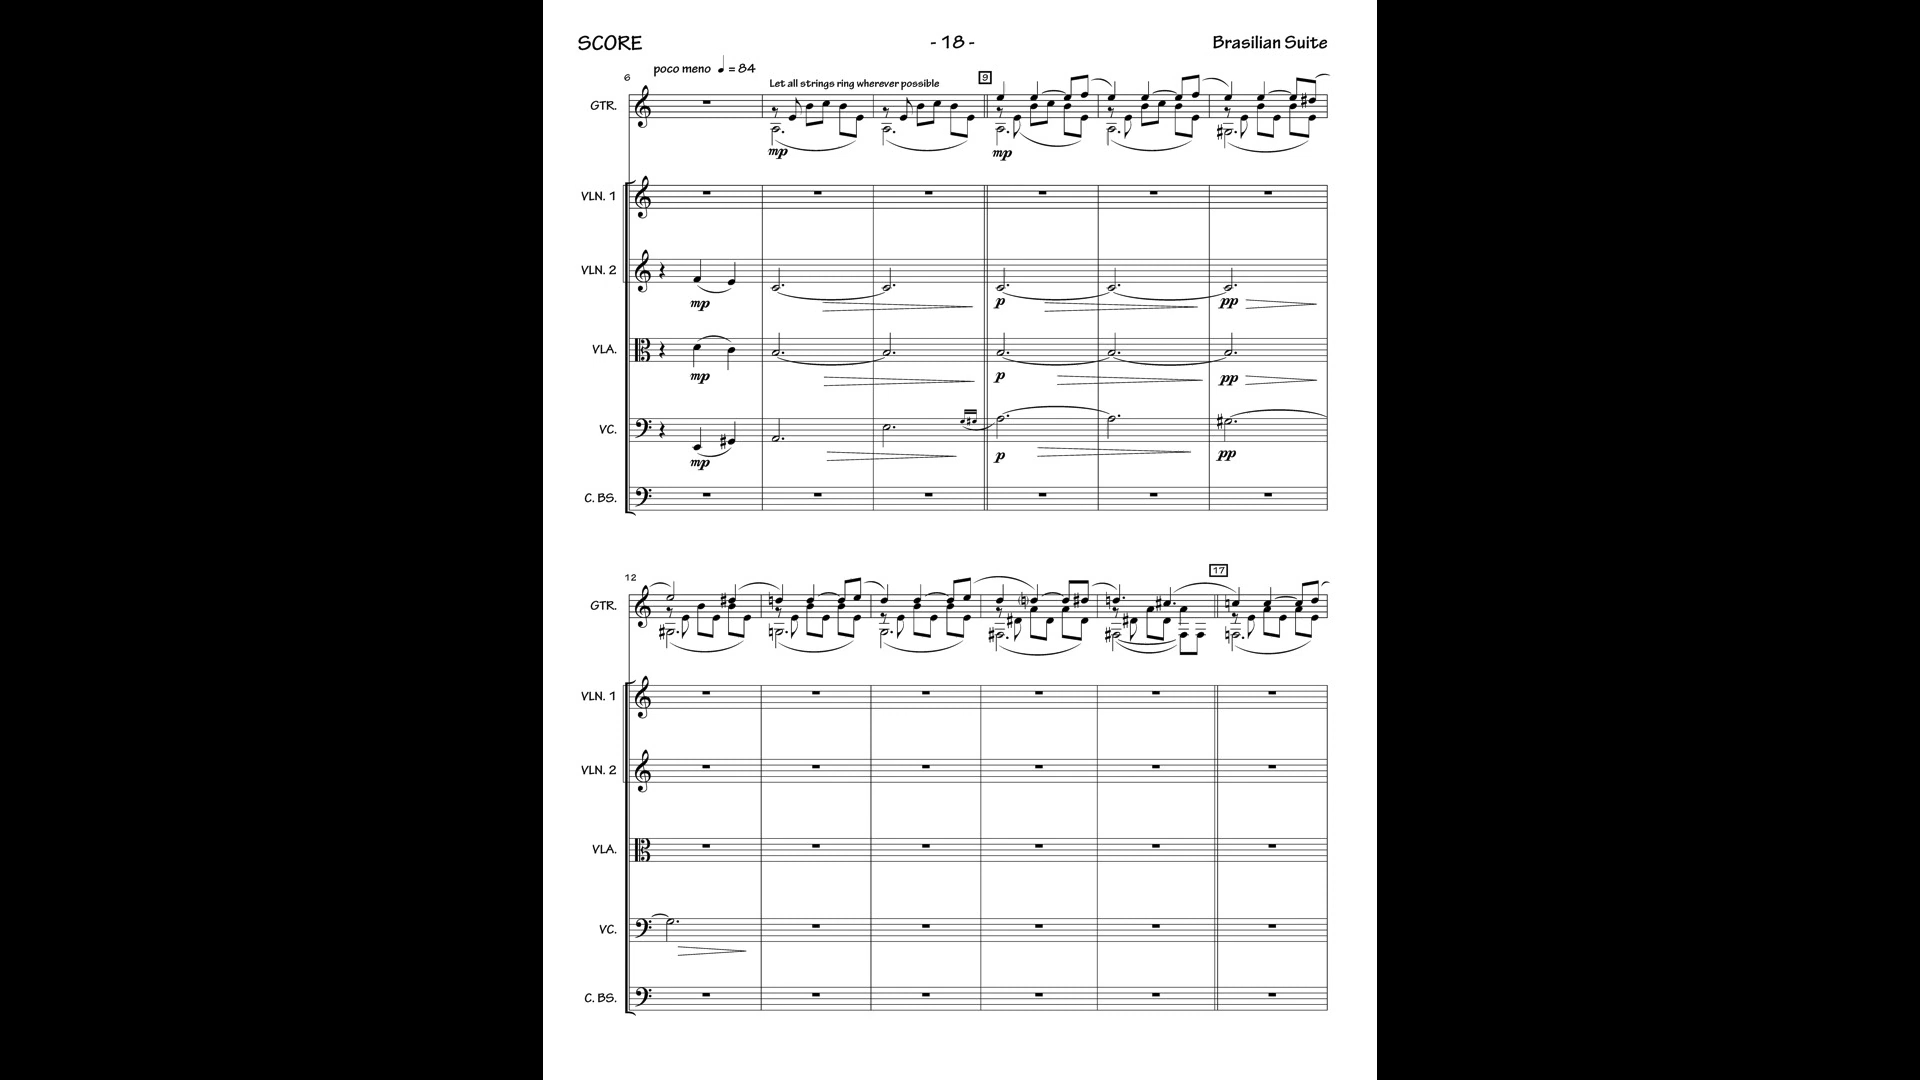 SCORE - 18 - Brasilian Suite
6 poco meno ♩ = 84
Let all strings ring wherever possible 9
GTR.
mp mp
VLN. 1
VLN. 2
mp p pp
VLA.
mp p pp
VC.
mp p pp
C. BS.
12 17
GTR.
VLN. 1
VLN. 2
VLA.
VC.
C. BS.